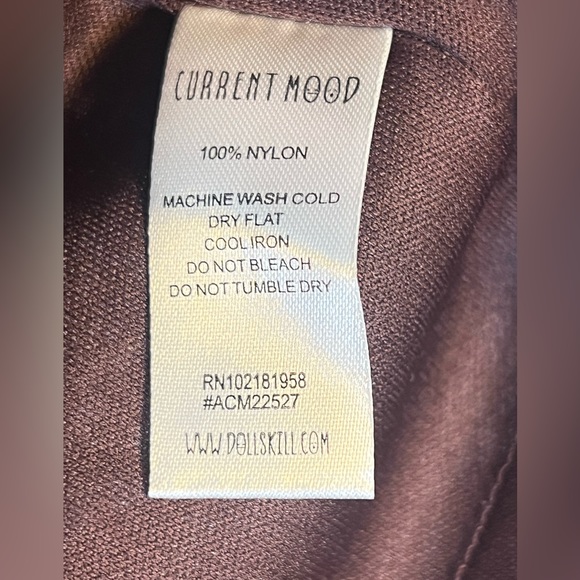 CURRENT MOOD
100% NYLON
MACHINE WASH COLD
DRY FLAT
COOL IRON
DO NOT BLEACH
DO NOT TUMBLE DRY
RN102181958
#ACM22527
WWW.DOLLSKILL.COM